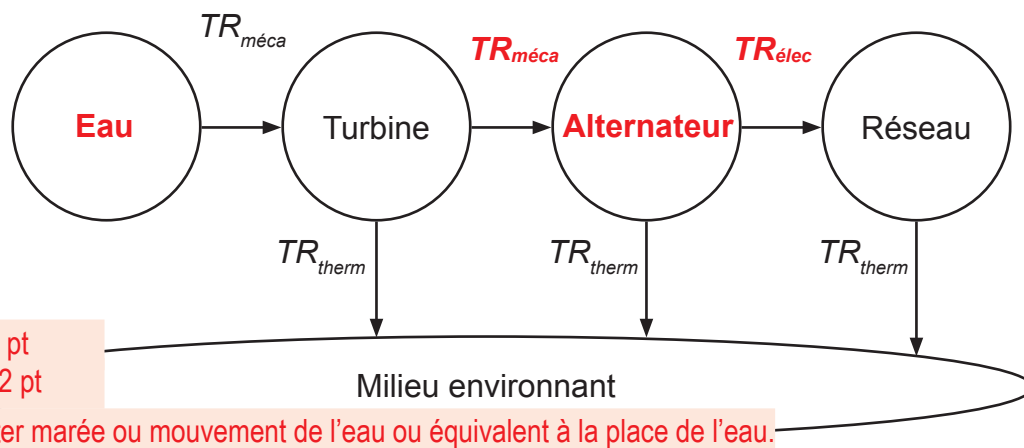 TRméca
TRméca
TRélec
Eau
Turbine
Alternateur
Réseau
TRtherm
TRtherm
TRtherm
pt
2 pt
Milieu environnant
ter marée ou mouvement de l'eau ou équivalent à la place de l'eau.